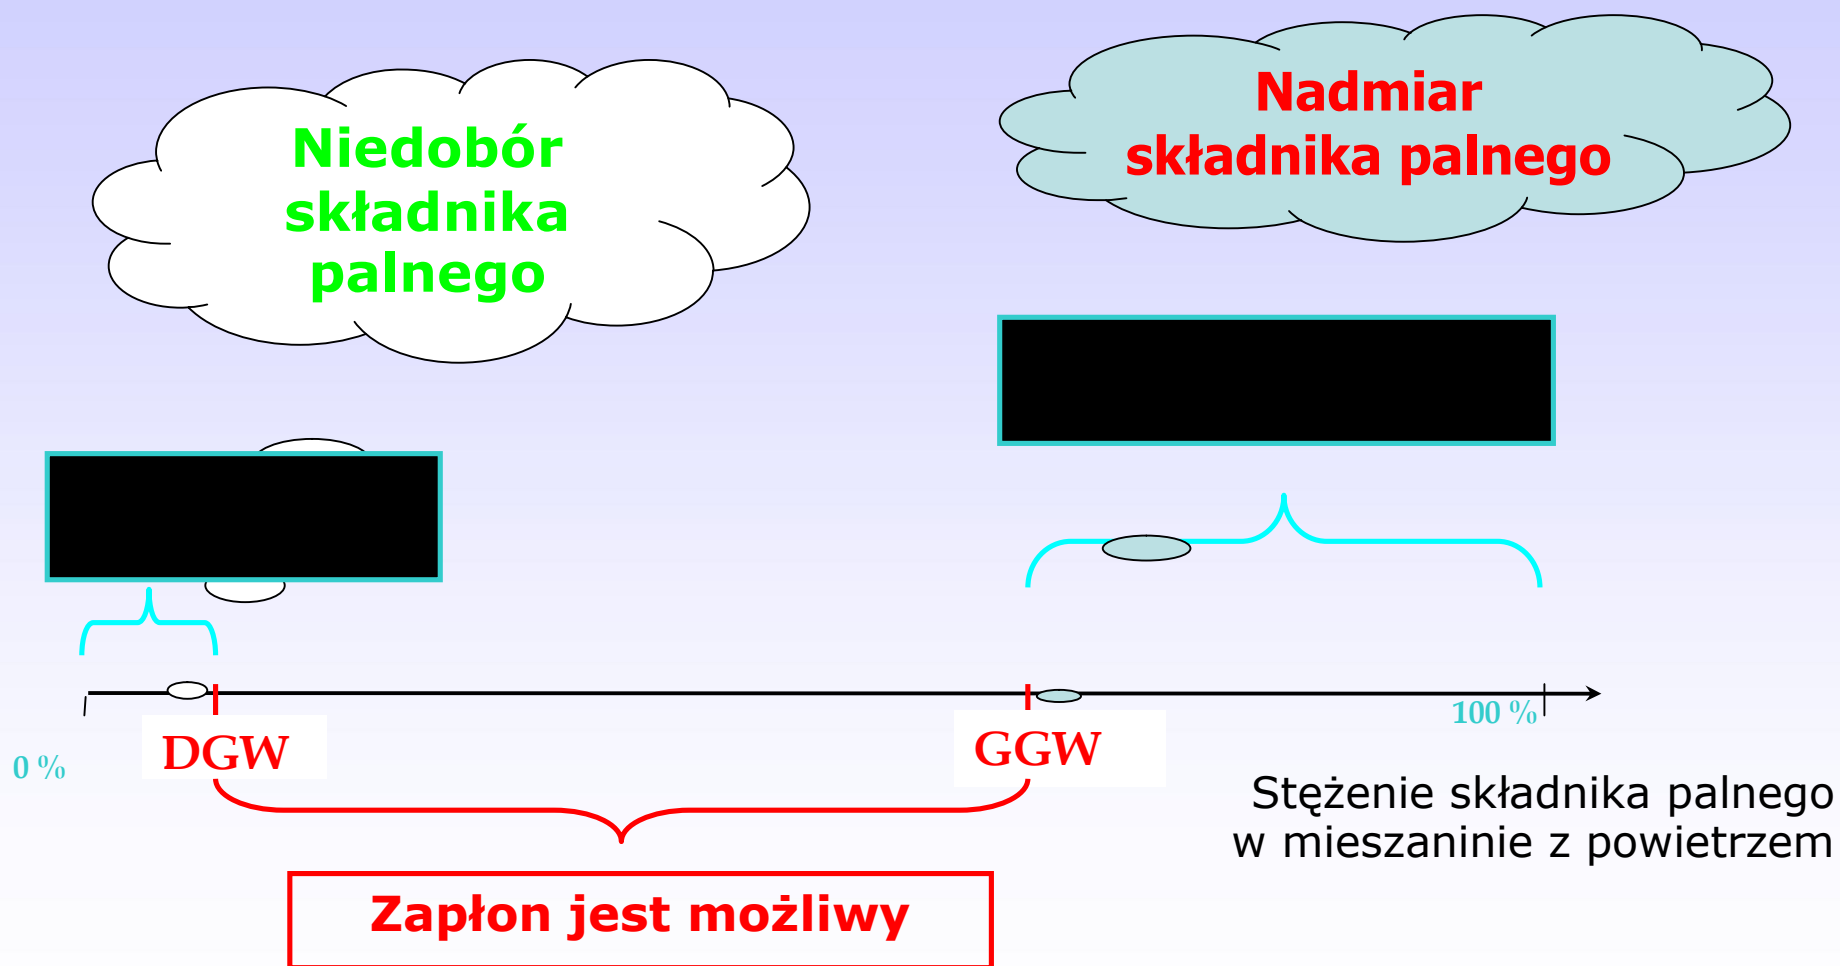 Niedobór
składnika
palnego
Nadmiar
składnika palnego
0 %
DGW
GGW
100 %
Stężenie składnika palnego
w mieszaninie z powietrzem
Zapłon jest możliwy